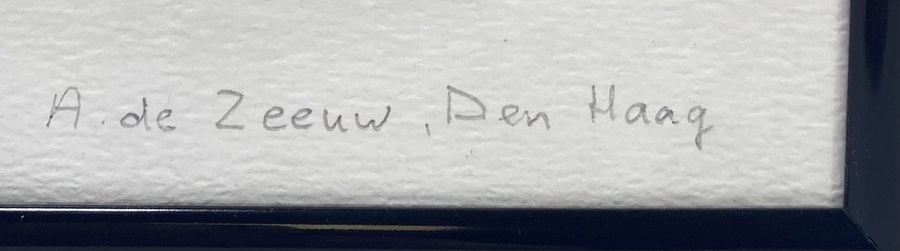 A. de Zeeuw, Den Haag